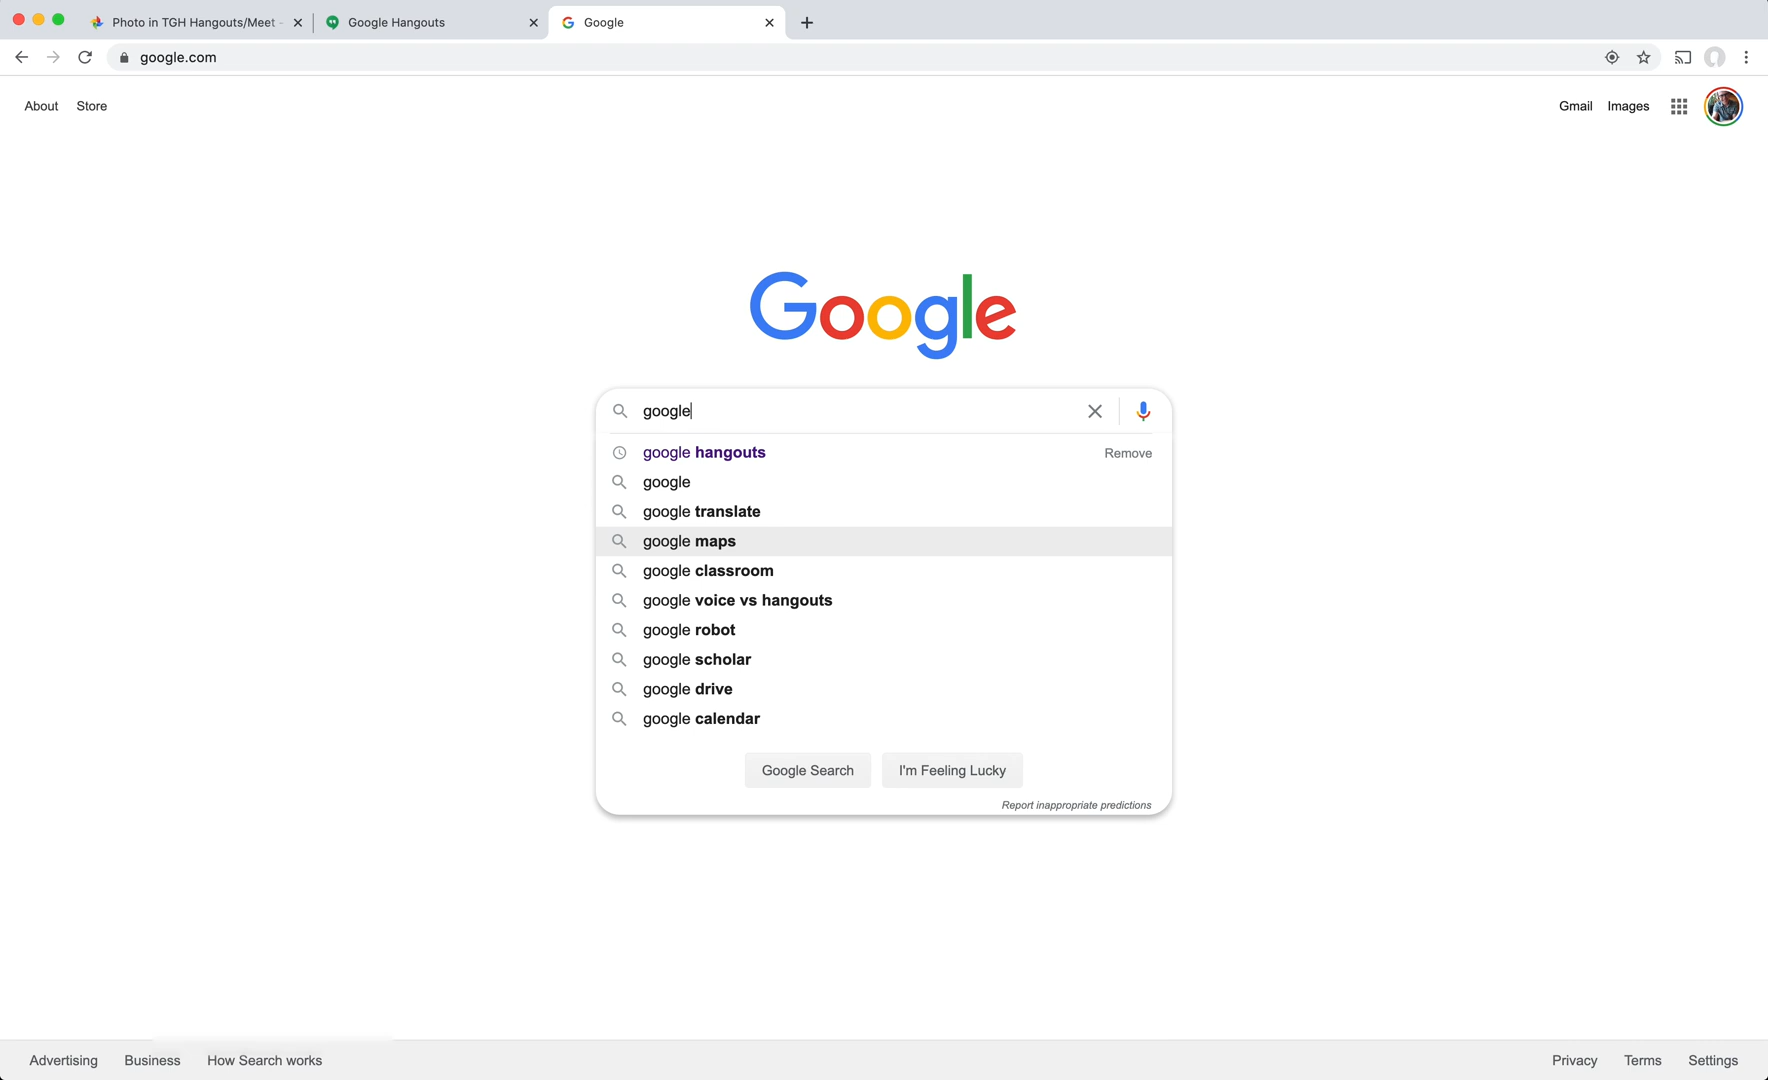 Photo in TGH Hangouts/Meet -
Google Hangouts
Google
google.com
About Store
Gmail Images
Google
google
google hangouts Remove
google
google translate
google maps
google classroom
google voice vs hangouts
google robot
google scholar
google drive
google calendar
Google Search I'm Feeling Lucky
Report inappropriate predictions
Advertising Business How Search works
Privacy Terms Settings